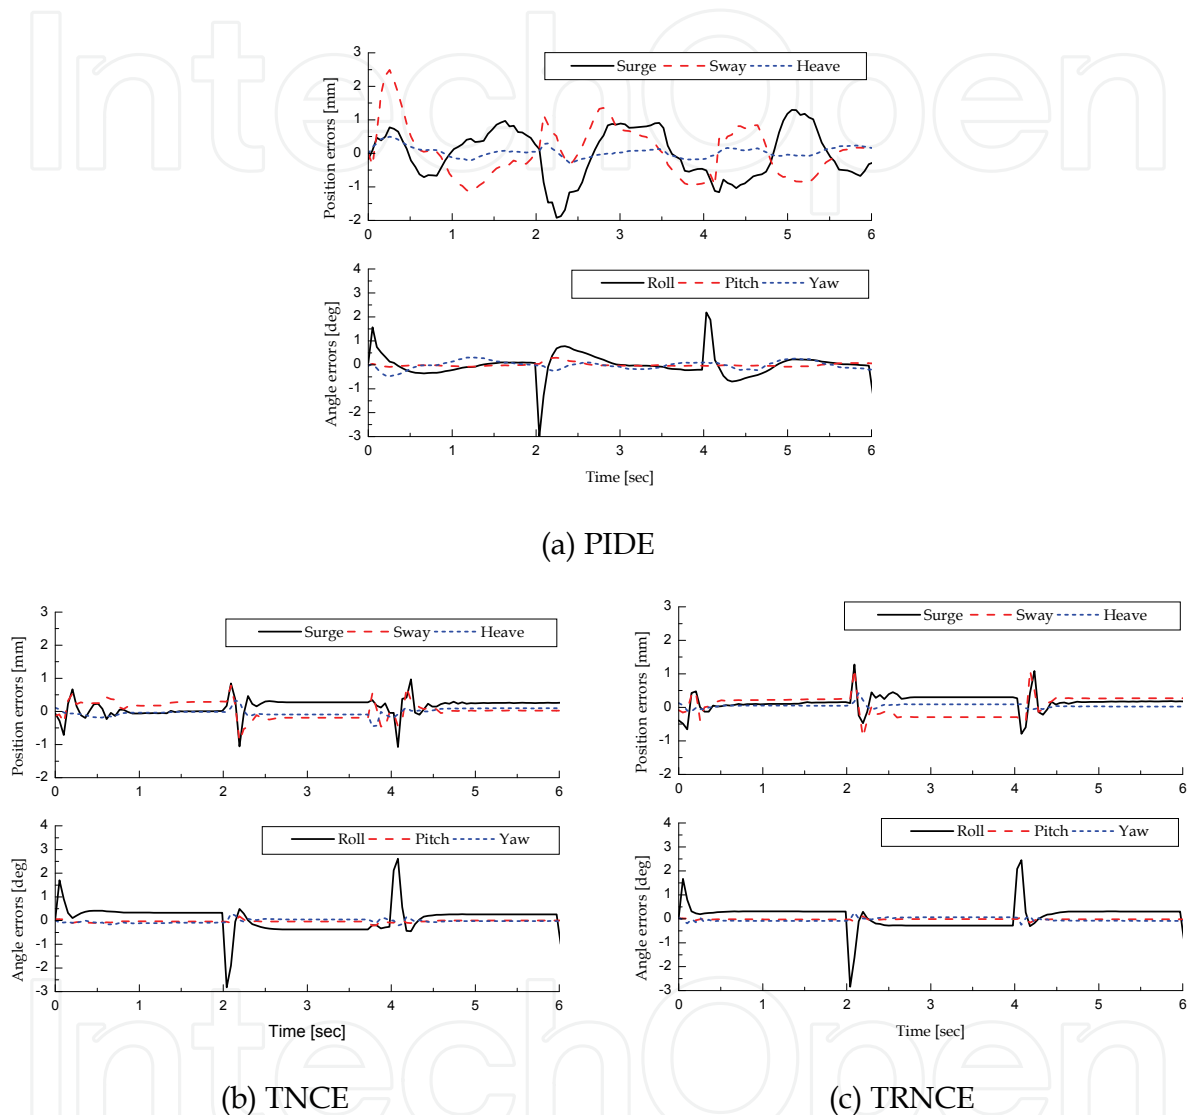 IntechOpen
Position errors [mm]
3
2
1
0
-1
-2
Surge Sway Heave
0 1 2 3 4 5 6
Angle errors [deg]
4
3
2
1
0
-1
-2
-3
Roll Pitch Yaw
0 1 2 3 4 5 6
Time [sec]
(a) PIDE
Position errors [mm]
3
2
1
0
-1
-2
Surge Sway Heave
0 1 2 3 4 5 6
Angle errors [deg]
4
3
2
1
0
-1
-2
-3
Roll Pitch Yaw
0 1 2 3 4 5 6
Time [sec]
(b) TNCE
Position errors [mm]
3
2
1
0
-1
-2
Surge Sway Heave
0 1 2 3 4 5 6
Angle errors [deg]
4
3
2
1
0
-1
-2
-3
Roll Pitch Yaw
0 1 2 3 4 5 6
Time [sec]
(c) TRNCE
IntechOpen